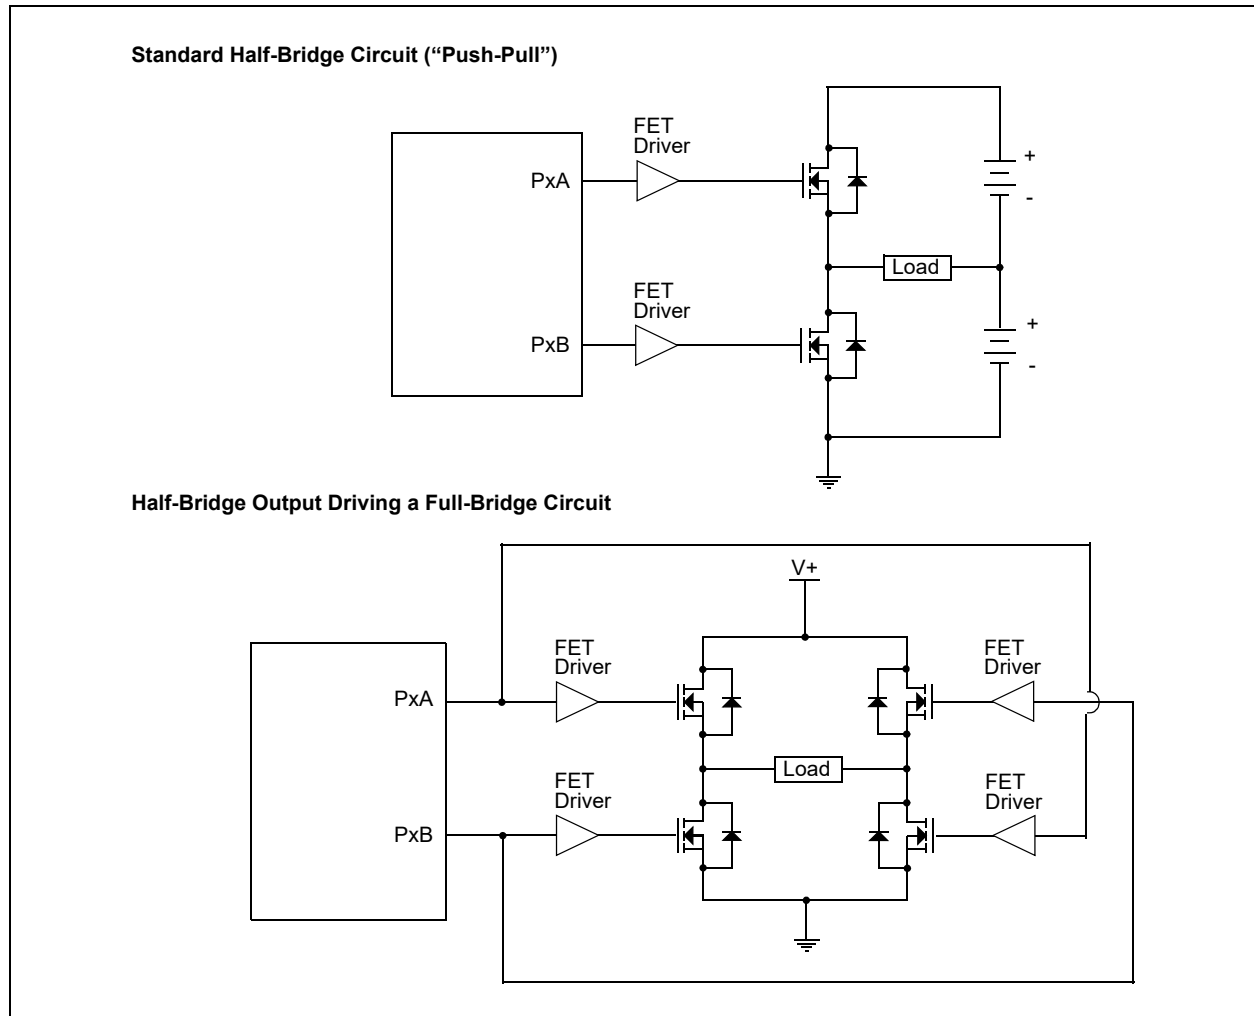 Standard Half-Bridge Circuit (“Push-Pull”)
FET
Driver
PxA
+
-
Load
FET
Driver
PxB
+
-
Half-Bridge Output Driving a Full-Bridge Circuit
V+
FET
Driver
FET
Driver
PxA
Load
FET
Driver
FET
Driver
PxB